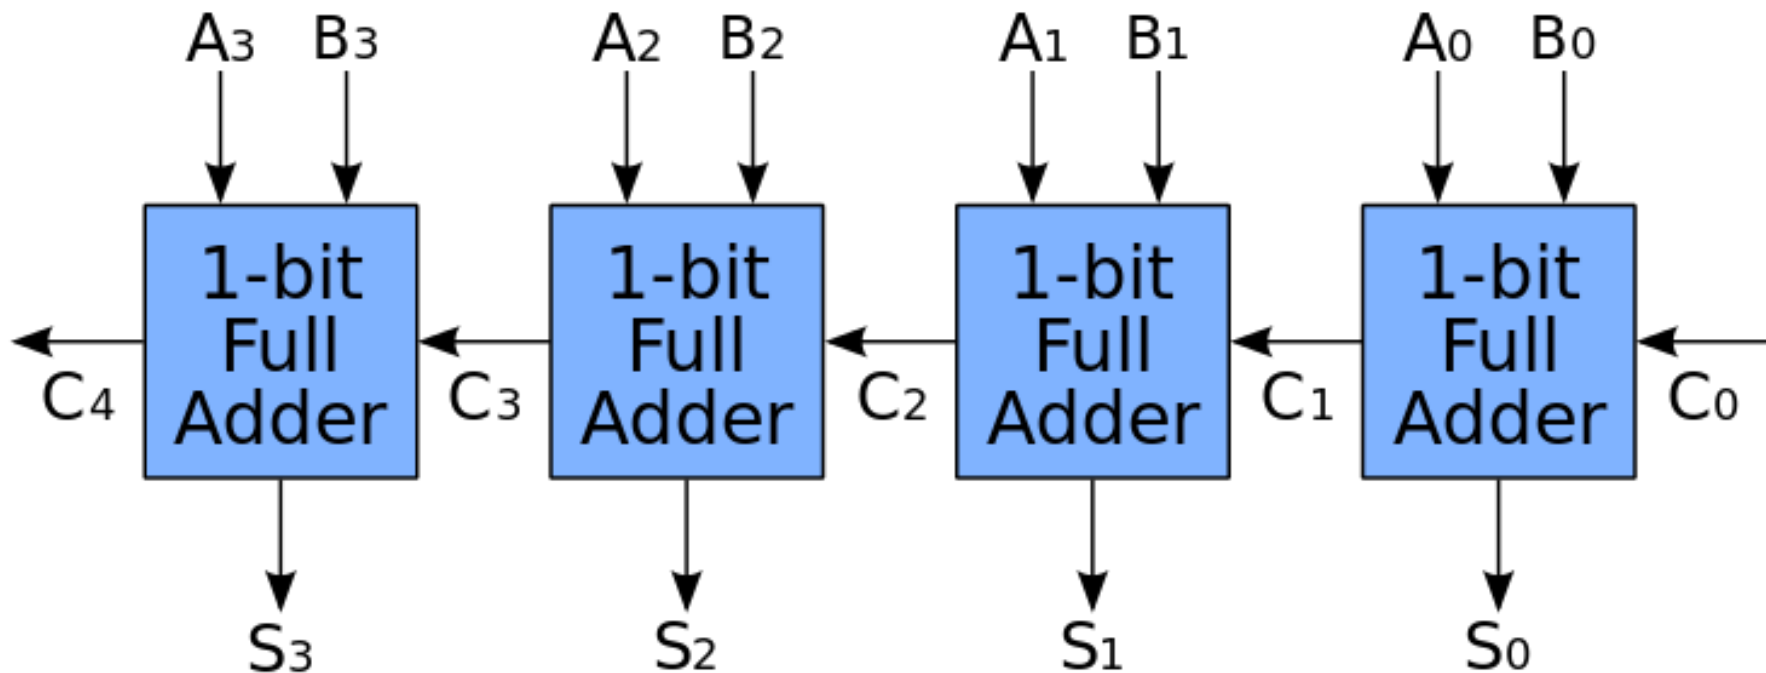 A3 B3 A2 B2 A1 B1 A0 B0
1-bit Full Adder
1-bit Full Adder
1-bit Full Adder
1-bit Full Adder
C4 C3 C2 C1 C0
S3 S2 S1 S0